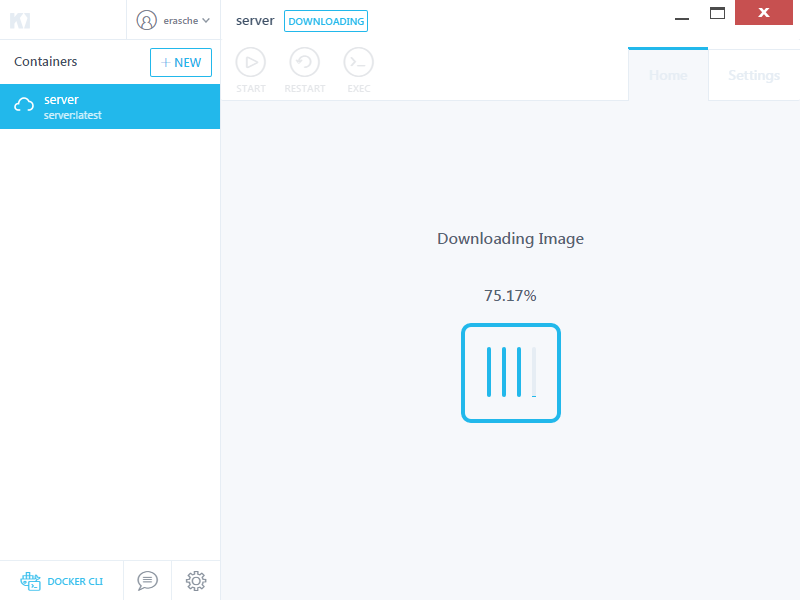 erasche
Containers
+ NEW
server
server:latest
server
DOWNLOADING
START
RESTART
EXEC
Home
Settings
Downloading Image
75.17%
DOCKER CLI